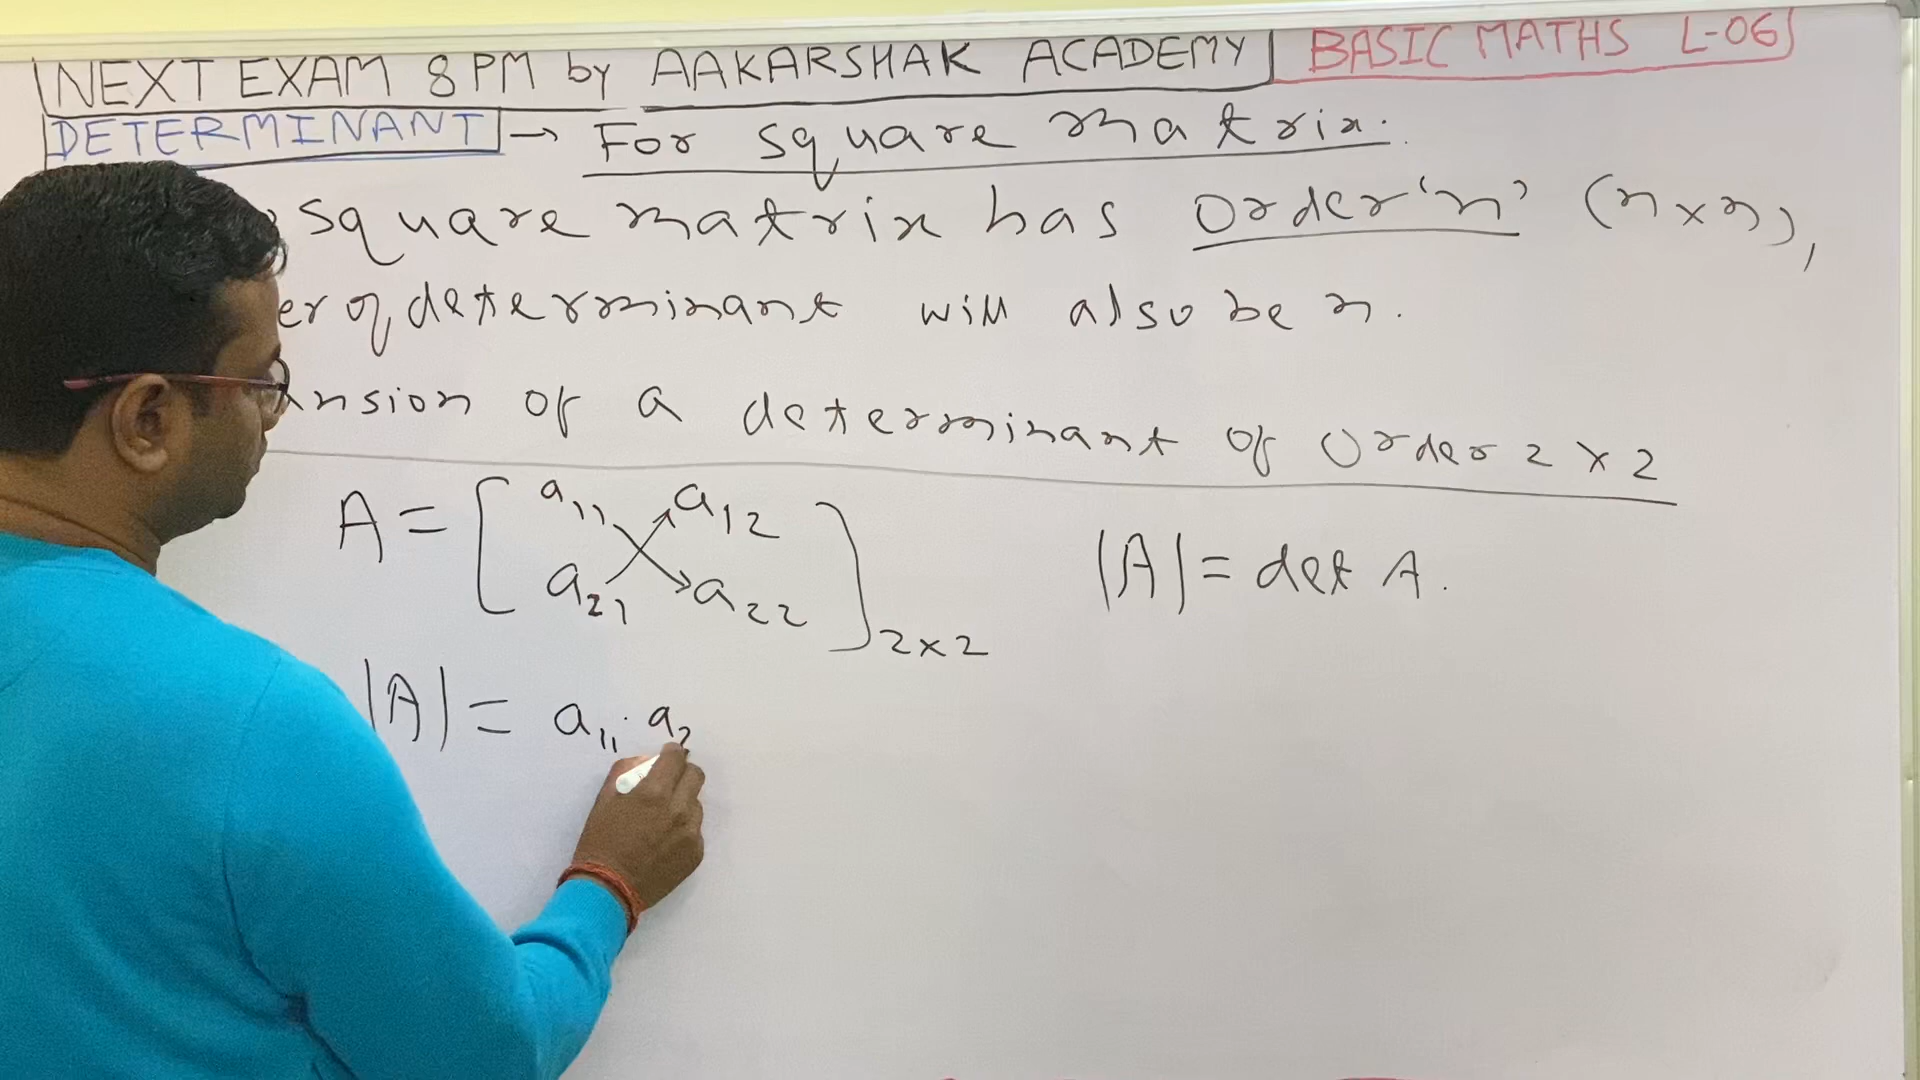 NEXT EXAM 8 PM by AAKARSHAK ACADEMY BASIC MATHS L-06
DETERMINANT → For square matrix.
square matrix has order 'n' (n × n),
er of determinant will also be n.
ansion of a determinant of order 2 × 2
A = [ a11 a12
a21 a22 ] 2×2 |A| = det A.
|A| = a11 · a2